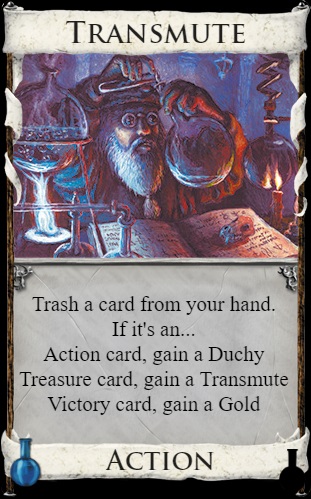 TRANSMUTE
Trash a card from your hand.
If it's an...
Action card, gain a Duchy
Treasure card, gain a Transmute
Victory card, gain a Gold
ACTION